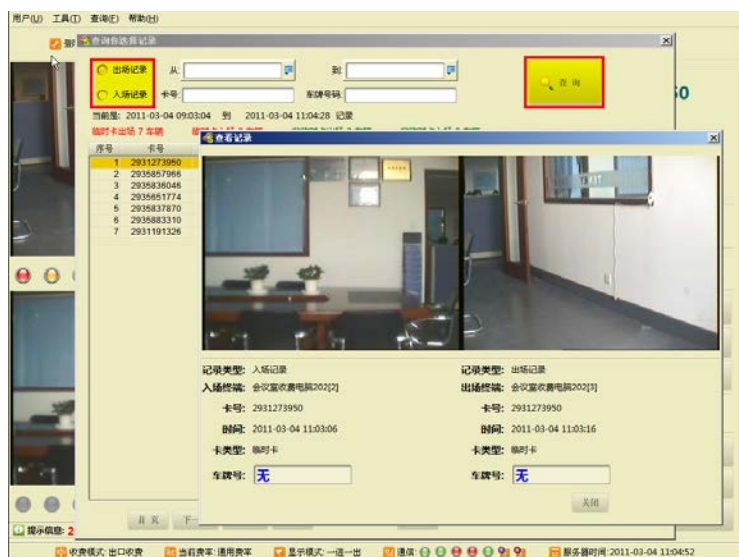 用户(U) 工具(T) 查询(F) 帮助(H)
查询你选择记录
出场记录 从: 到:
入场记录 卡号: 车牌号码:
查 询
当前是: 2011-03-04 09:03:04 到 2011-03-04 11:04:28 记录
临时卡出场 7 车辆
序号 卡号
1 2931273950
2 2935857966
3 2935836046
4 2935651774
5 2935837870
6 2935883310
7 2931191326
查看记录
记录类型: 入场记录 记录类型: 出场记录
入场终端: 会议室收费电脑202[2] 出场终端: 会议室收费电脑202[3]
卡号: 2931273950 卡号: 2931273950
时间: 2011-03-04 11:03:06 时间: 2011-03-04 11:03:16
卡类型: 临时卡 卡类型: 临时卡
车牌号: 无 车牌号: 无
关闭
首 页 下一
提示信息: 2
收费模式: 出口收费 当前费率: 通用费率 显示模式: 一进一出 通信: 服务器时间: 2011-03-04 11:04:52